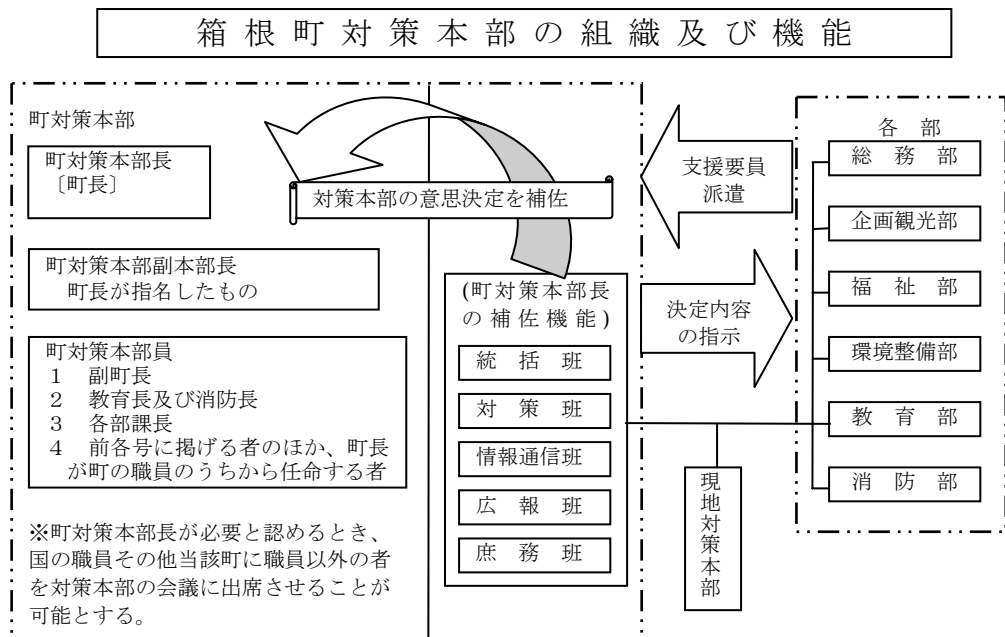 箱根町対策本部の組織及び機能
町対策本部
町対策本部長
〔町長〕
対策本部の意思決定を補佐
町対策本部副本部長
町長が指名したもの
町対策本部員
1 副町長
2 教育長及び消防長
3 各部課長
4 前各号に掲げる者のほか、町長
が町の職員のうちから任命する者
※町対策本部長が必要と認めるとき、
国の職員その他当該町に職員以外の者
を対策本部の会議に出席させることが
可能とする。
(町対策本部長
の補佐機能)
統括班
対策班
情報通信班
広報班
庶務班
支援要員
派遣
決定内容
の指示
現地対策本部
各部
総務部
企画観光部
福祉部
環境整備部
教育部
消防部